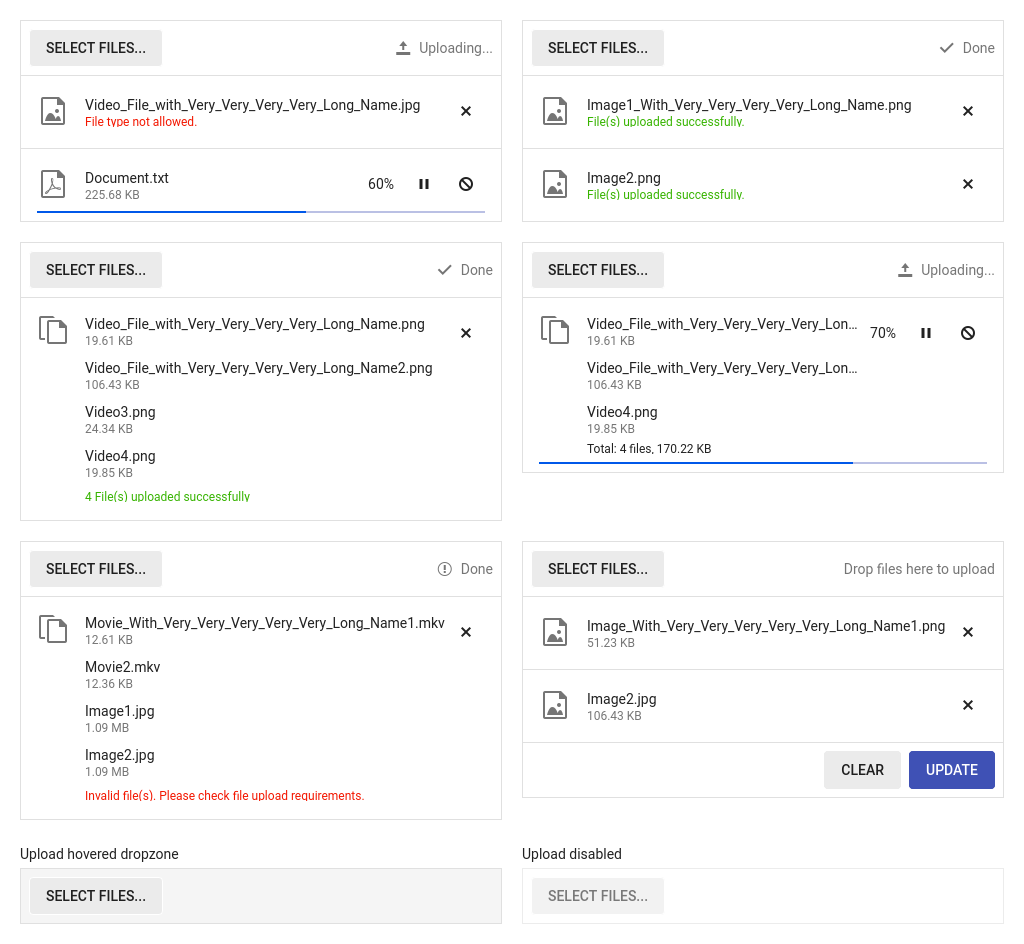 SELECT FILES...
Uploading...
Video_File_with_Very_Very_Very_Very_Long_Name.jpg
File type not allowed.
Document.txt
60%
225.68 KB
SELECT FILES...
Done
Image1_With_Very_Very_Very_Very_Long_Name.png
File(s) uploaded successfully.
Image2.png
File(s) uploaded successfully.
SELECT FILES...
Done
Video_File_with_Very_Very_Very_Very_Long_Name.png
19.61 KB
Video_File_with_Very_Very_Very_Very_Long_Name2.png
106.43 KB
Video3.png
24.34 KB
Video4.png
19.85 KB
4 File(s) uploaded successfully
SELECT FILES...
Uploading...
Video_File_with_Very_Very_Very_Very_Lon...
70%
19.61 KB
Video_File_with_Very_Very_Very_Very_Lon...
106.43 KB
Video4.png
19.85 KB
Total: 4 files, 170.22 KB
SELECT FILES...
Done
Movie_With_Very_Very_Very_Very_Very_Long_Name1.mkv
12.61 KB
Movie2.mkv
12.36 KB
Image1.jpg
1.09 MB
Image2.jpg
1.09 MB
Invalid file(s). Please check file upload requirements.
SELECT FILES...
Drop files here to upload
Image_With_Very_Very_Very_Very_Very_Long_Name1.png
51.23 KB
Image2.jpg
106.43 KB
CLEAR
UPDATE
Upload hovered dropzone
SELECT FILES...
Upload disabled
SELECT FILES...